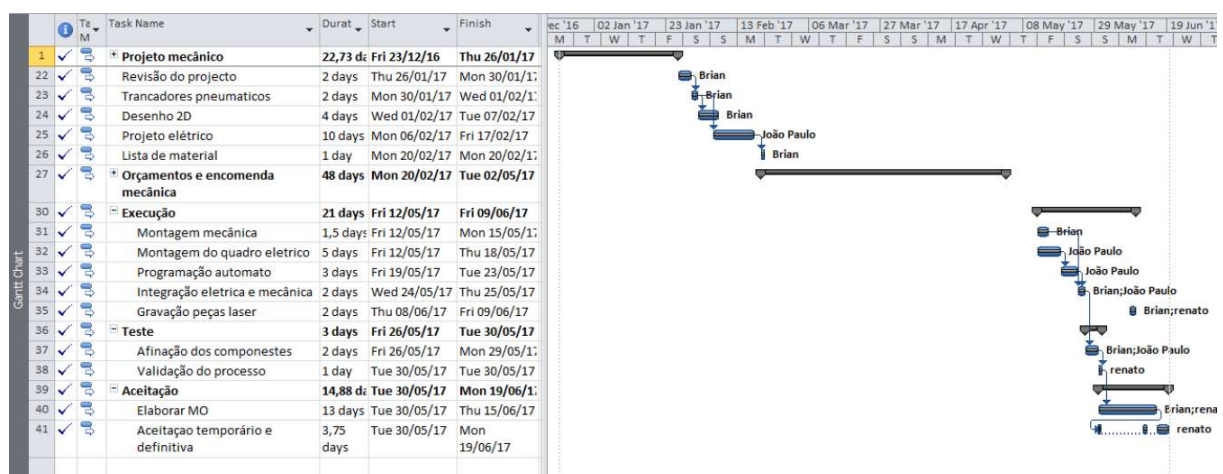 Ta M Task Name Durat Start Finish ec '16 02 Jan '17 23 Jan '17 13 Feb '17 06 Mar '17 27 Mar '17 17 Apr '17 08 May '17 29 May '17 19 Jun '1
M T W T F S S M T W T F S S M T W T F S S M T W T
1 Projeto mecânico 22,73 da Fri 23/12/16 Thu 26/01/17
22 Revisão do projecto 2 days Thu 26/01/17 Mon 30/01/17 Brian
23 Trancadores pneumaticos 2 days Mon 30/01/17 Wed 01/02/17 Brian
24 Desenho 2D 4 days Wed 01/02/17 Tue 07/02/17 Brian
25 Projeto elétrico 10 days Mon 06/02/17 Fri 17/02/17 João Paulo
26 Lista de material 1 day Mon 20/02/17 Mon 20/02/17 Brian
27 Orçamentos e encomenda 48 days Mon 20/02/17 Tue 02/05/17
mecânica
30 Execução 21 days Fri 12/05/17 Fri 09/06/17
31 Montagem mecânica 1,5 days Fri 12/05/17 Mon 15/05/17 Brian
32 Montagem do quadro eletrico 5 days Fri 12/05/17 Thu 18/05/17 João Paulo
33 Programação automato 3 days Fri 19/05/17 Tue 23/05/17 João Paulo
34 Integração eletrica e mecânica 2 days Wed 24/05/17 Thu 25/05/17 Brian;João Paulo
35 Gravação peças laser 2 days Thu 08/06/17 Fri 09/06/17 Brian;renato
36 Teste 3 days Fri 26/05/17 Tue 30/05/17
37 Afinação dos componestes 2 days Fri 26/05/17 Mon 29/05/17 Brian;João Paulo
38 Validação do processo 1 day Tue 30/05/17 Tue 30/05/17 renato
39 Aceitação 14,88 da Tue 30/05/17 Mon 19/06/17
40 Elaborar MO 13 days Tue 30/05/17 Thu 15/06/17 Brian;rena
41 Aceitaçao temporário e 3,75 Tue 30/05/17 Mon renato
definitiva days 19/06/17
Gantt Chart